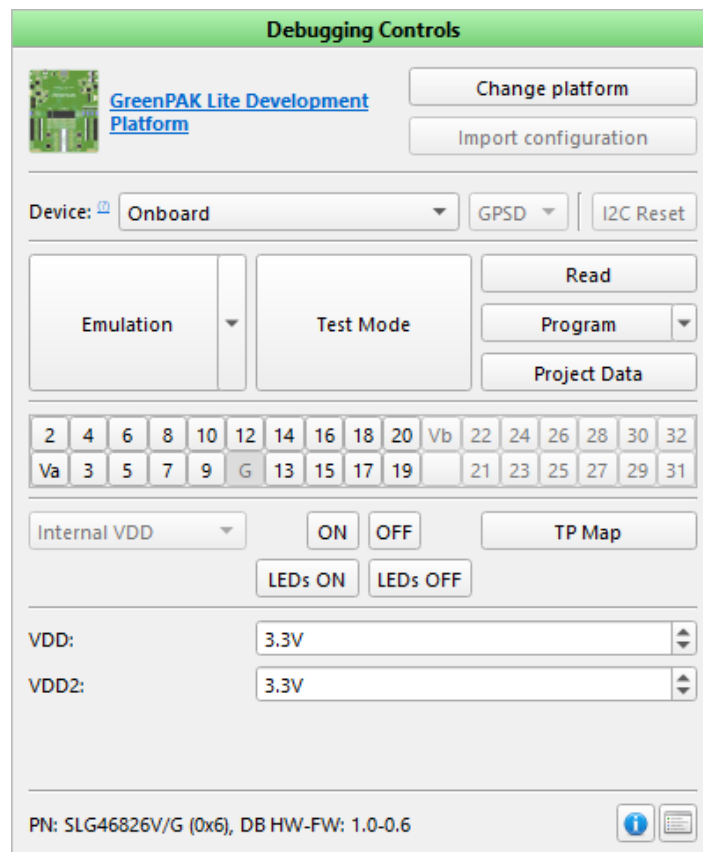 Debugging Controls
GreenPAK Lite Development
Platform
Change platform
Import configuration
Device: Onboard GPSD I2C Reset
Emulation
Test Mode
Read
Program
Project Data
2 4 6 8 10 12 14 16 18 20 Vb 22 24 26 28 30 32
Va 3 5 7 9 G 13 15 17 19 21 23 25 27 29 31
Internal VDD ON OFF TP Map
LEDs ON LEDs OFF
VDD: 3.3V
VDD2: 3.3V
PN: SLG46826V/G (0x6), DB HW-FW: 1.0-0.6